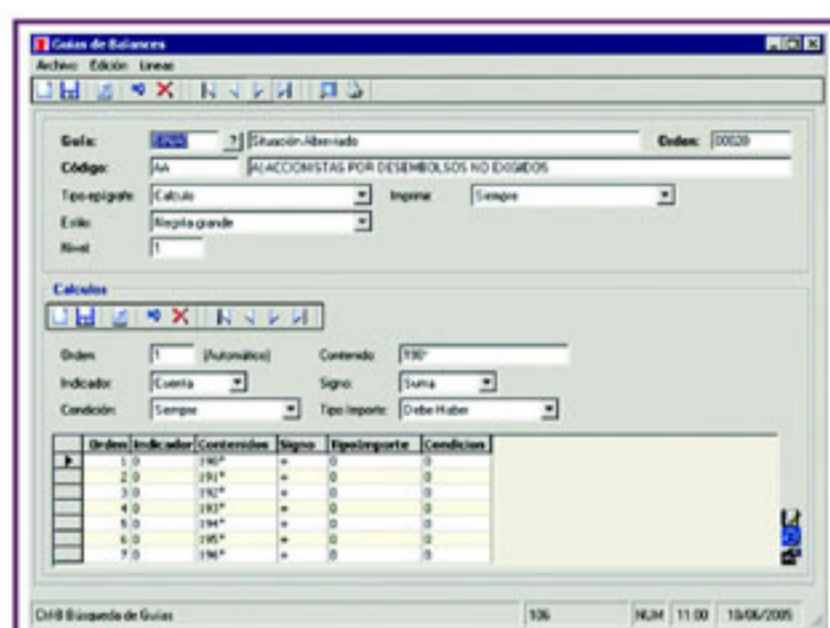 Guías de Balances
Archivo Edición Lineas
Guía: ? Situación Abreviado Orden: 00020
Código: AA A) ACCIONISTAS POR DESEMBOLSOS NO EXIGIDOS
Tipo epígrafe: Calculo Imprimir: Siempre
Estilo: Negrita grande
Nivel: 1
Calculos
Orden: 1 (Automático) Contenido: 190*
Indicador: Cuenta Signo: Suma
Condición: Siempre Tipo Importe: Debe-Haber
Orden Indicador Contenidos Signo TipoImporte Condicion
1 0 190* + 0 0
2 0 191* + 0 0
3 0 192* + 0 0
4 0 193* + 0 0
5 0 194* + 0 0
6 0 195* + 0 0
7 0 196* + 0 0
Ctrl-B Búsqueda de Guías 106 NUM 11:00 10/06/2005